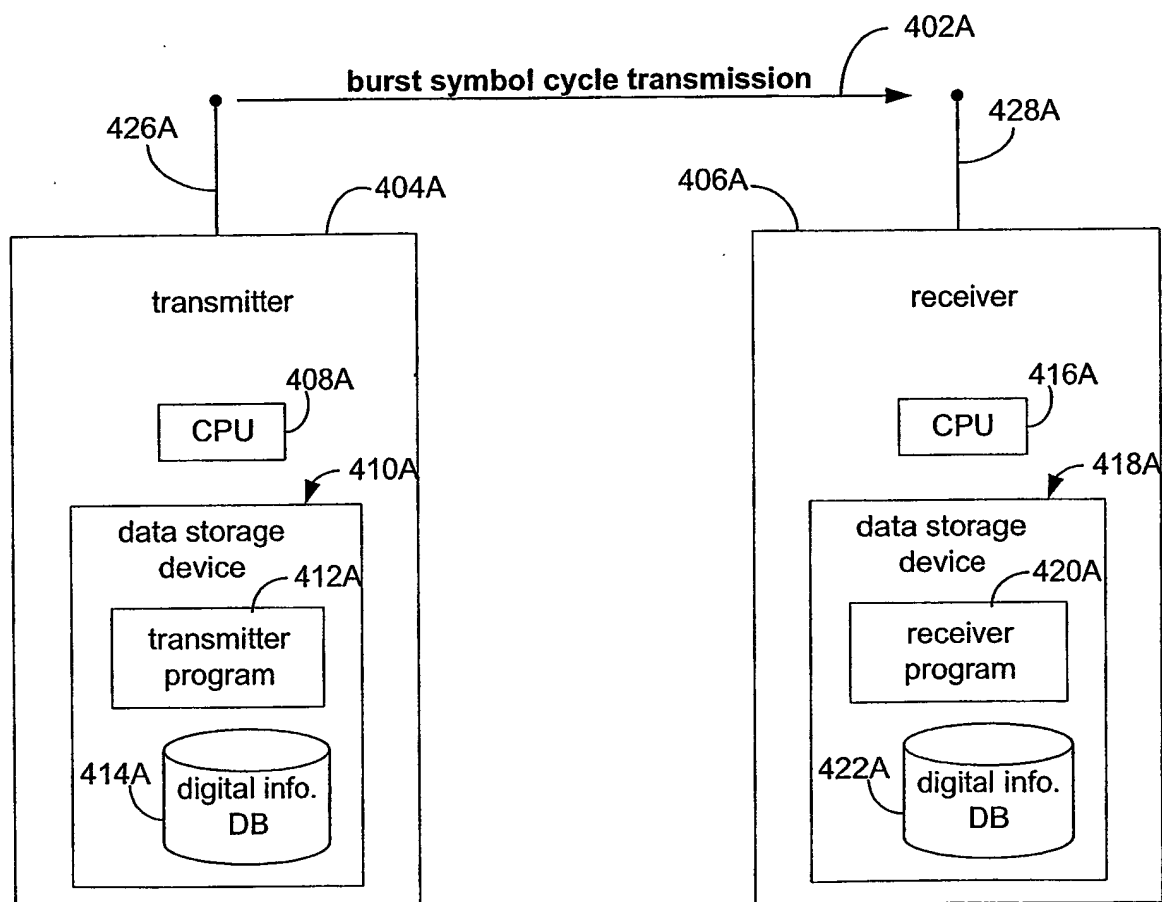 402A
burst symbol cycle transmission
426A
428A
404A
406A
transmitter
receiver
408A
416A
CPU
CPU
410A
418A
data storage
device
data storage
device
412A
420A
transmitter
program
receiver
program
414A
422A
digital info.
DB
digital info.
DB